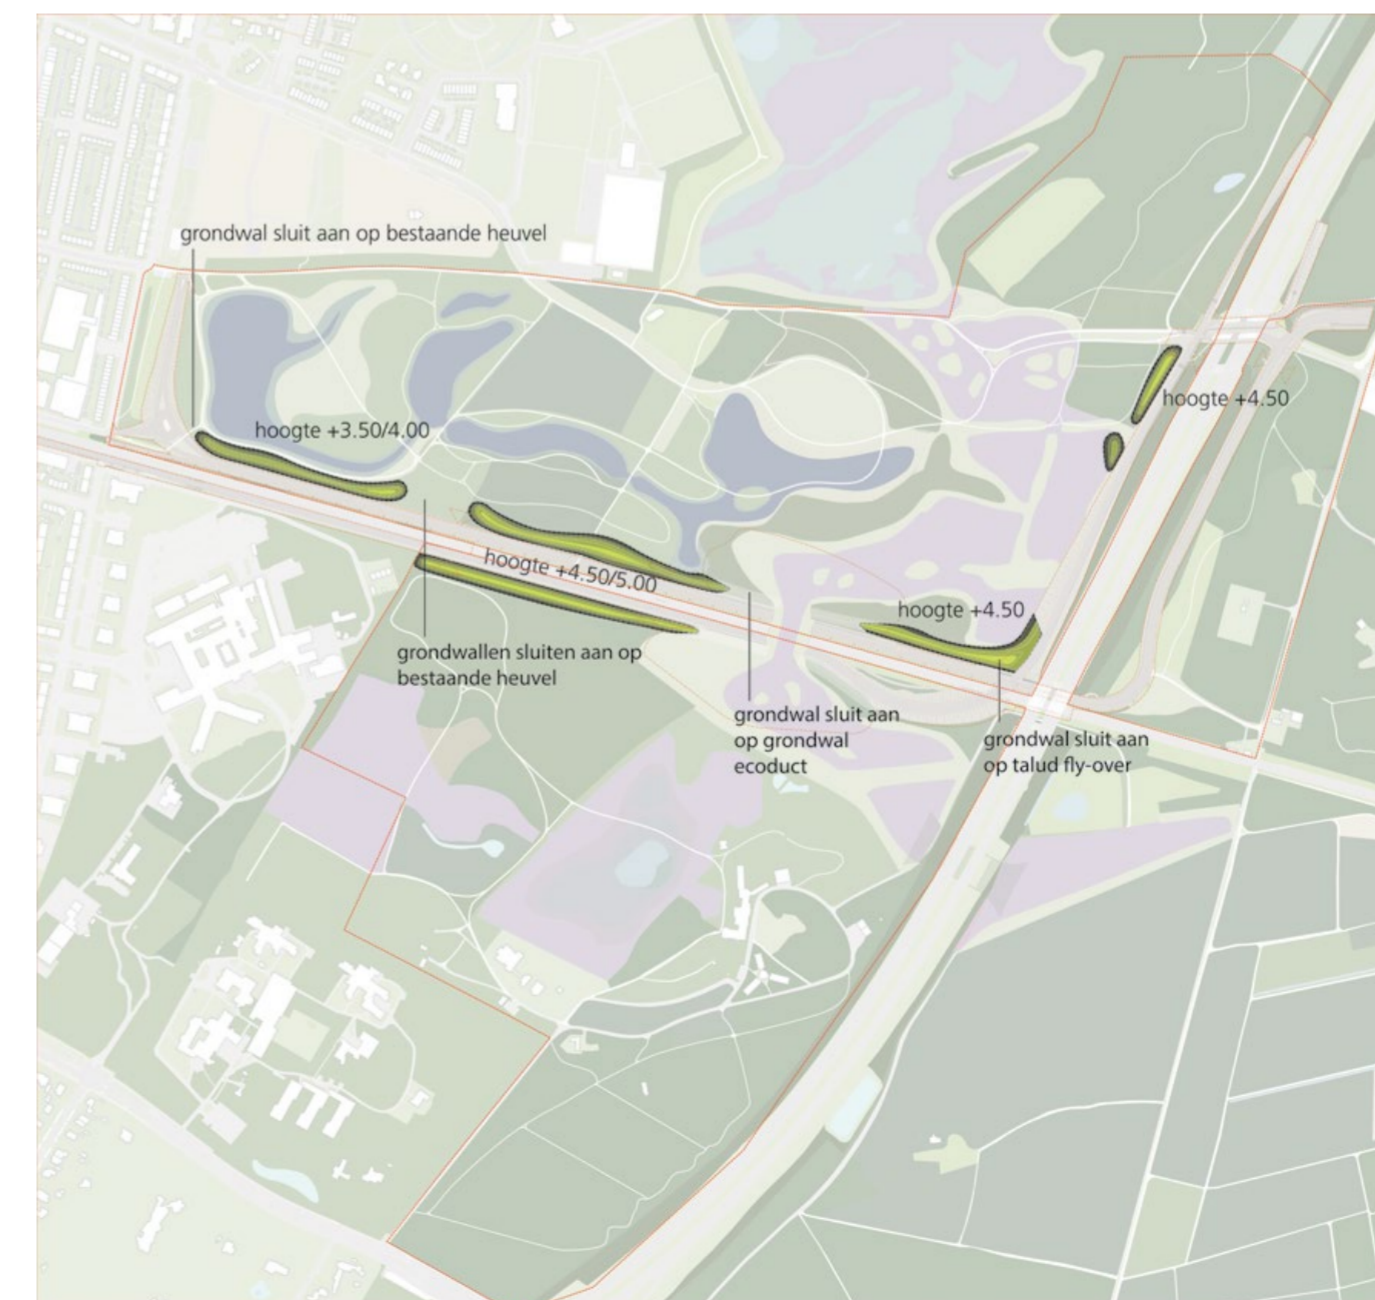 grondwal sluit aan op bestaande heuvel
hoogte +4.50
hoogte +3.50/4.00
hoogte +4.50/5.00
hoogte +4.50
grondwallen sluiten aan op
bestaande heuvel
grondwal sluit aan
op grondwal
ecoduct
grondwal sluit aan
op talud fly-over